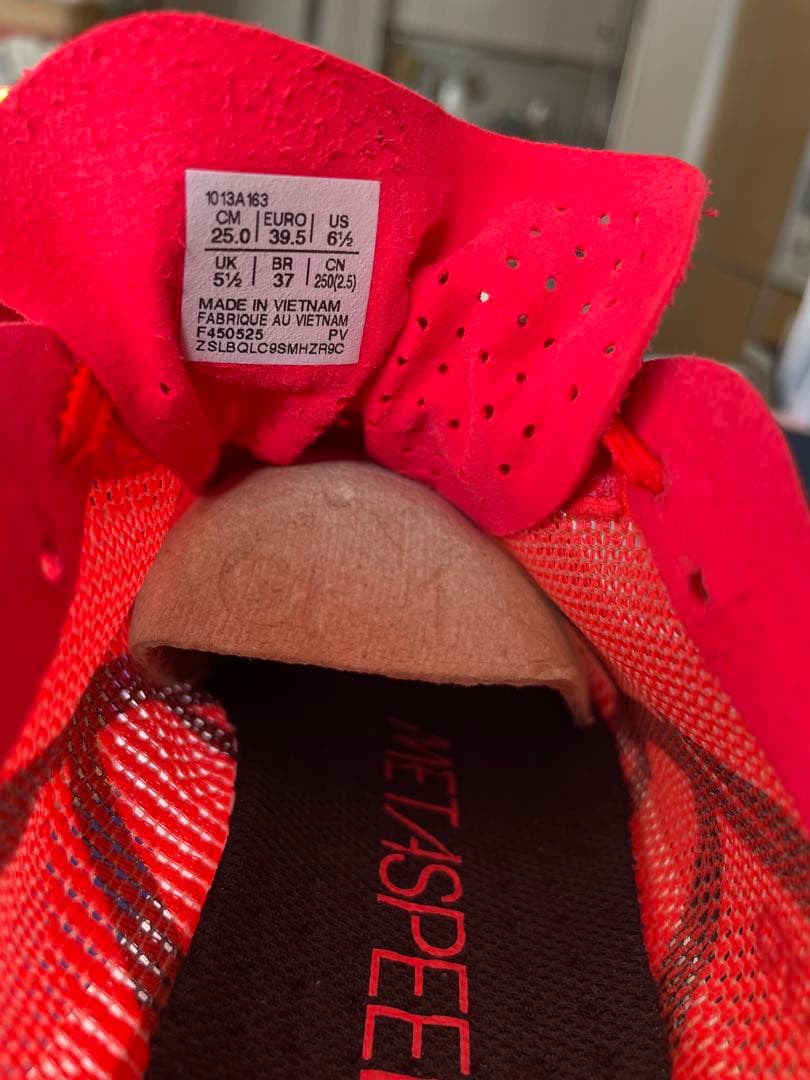 1013A163
CM | EURO | US
25.0 | 39.5 | 6½
UK | BR | CN
5½ | 37 | 250(2.5)
MADE IN VIETNAM
FABRIQUE AU VIETNAM
F450525 PV
ZSLBQLC9SMHZR9C
METASPEE